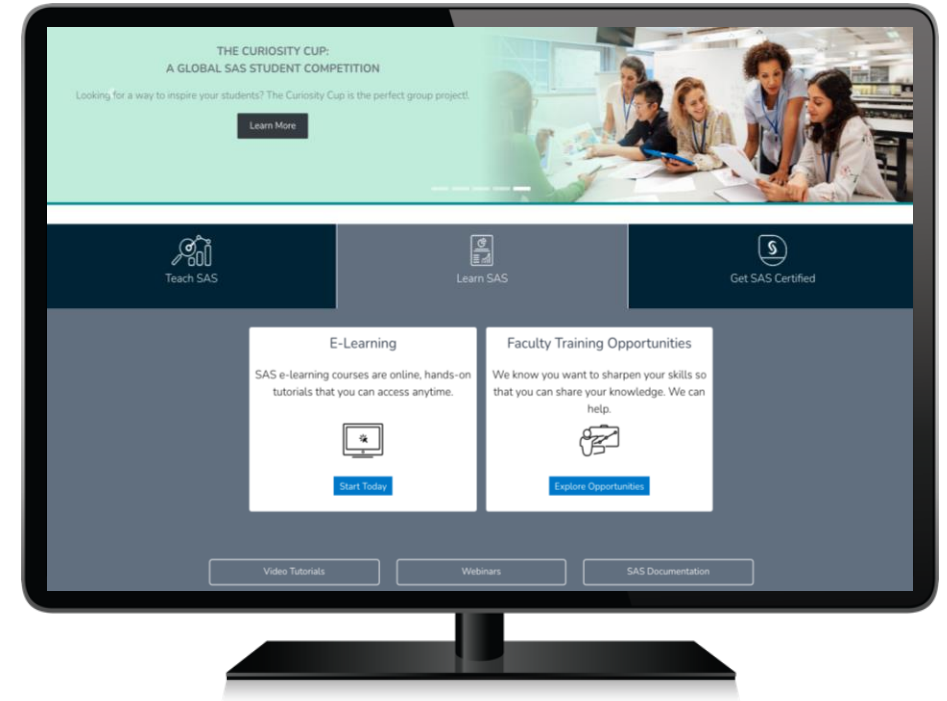 THE CURIOSITY CUP:
A GLOBAL SAS STUDENT COMPETITION
Looking for a way to inspire your students? The Curiosity Cup is the perfect group project!
Learn More
Teach SAS
Learn SAS
Get SAS Certified
E-Learning
SAS e-learning courses are online, hands-on
tutorials that you can access anytime.
Start Today
Faculty Training Opportunities
We know you want to sharpen your skills so
that you can share your knowledge. We can
help.
Explore Opportunities
Video Tutorials
Webinars
SAS Documentation